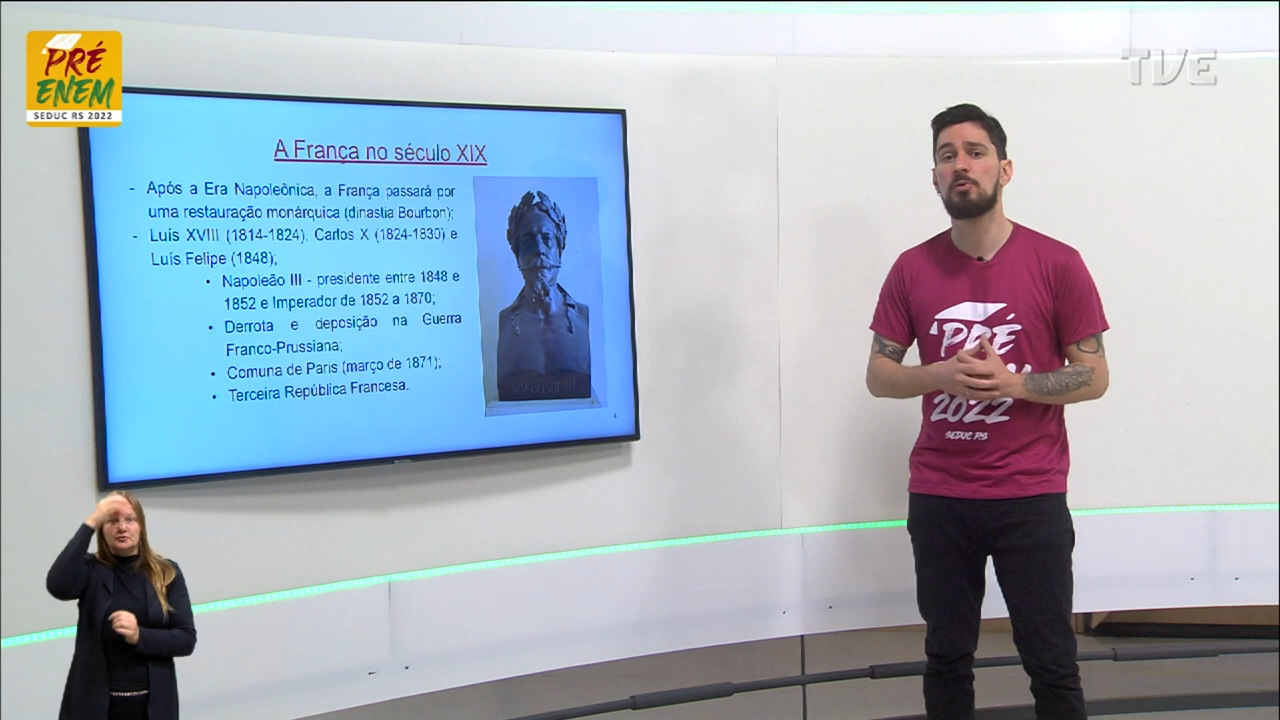 PRÉ
ENEM
SEDUC RS 2022
TVE
A França no século XIX
- Após a Era Napoleônica, a França passará por
uma restauração monárquica (dinastia Bourbon);
- Luis XVIII (1814-1824), Carlos X (1824-1830) e
Luís Felipe (1848);
• Napoleão III - presidente entre 1848 e
1852 e Imperador de 1852 a 1870;
• Derrota e deposição na Guerra
Franco-Prussiana;
• Comuna de Paris (março de 1871);
• Terceira República Francesa.
4
PRÉ
2022
SEDUC RS